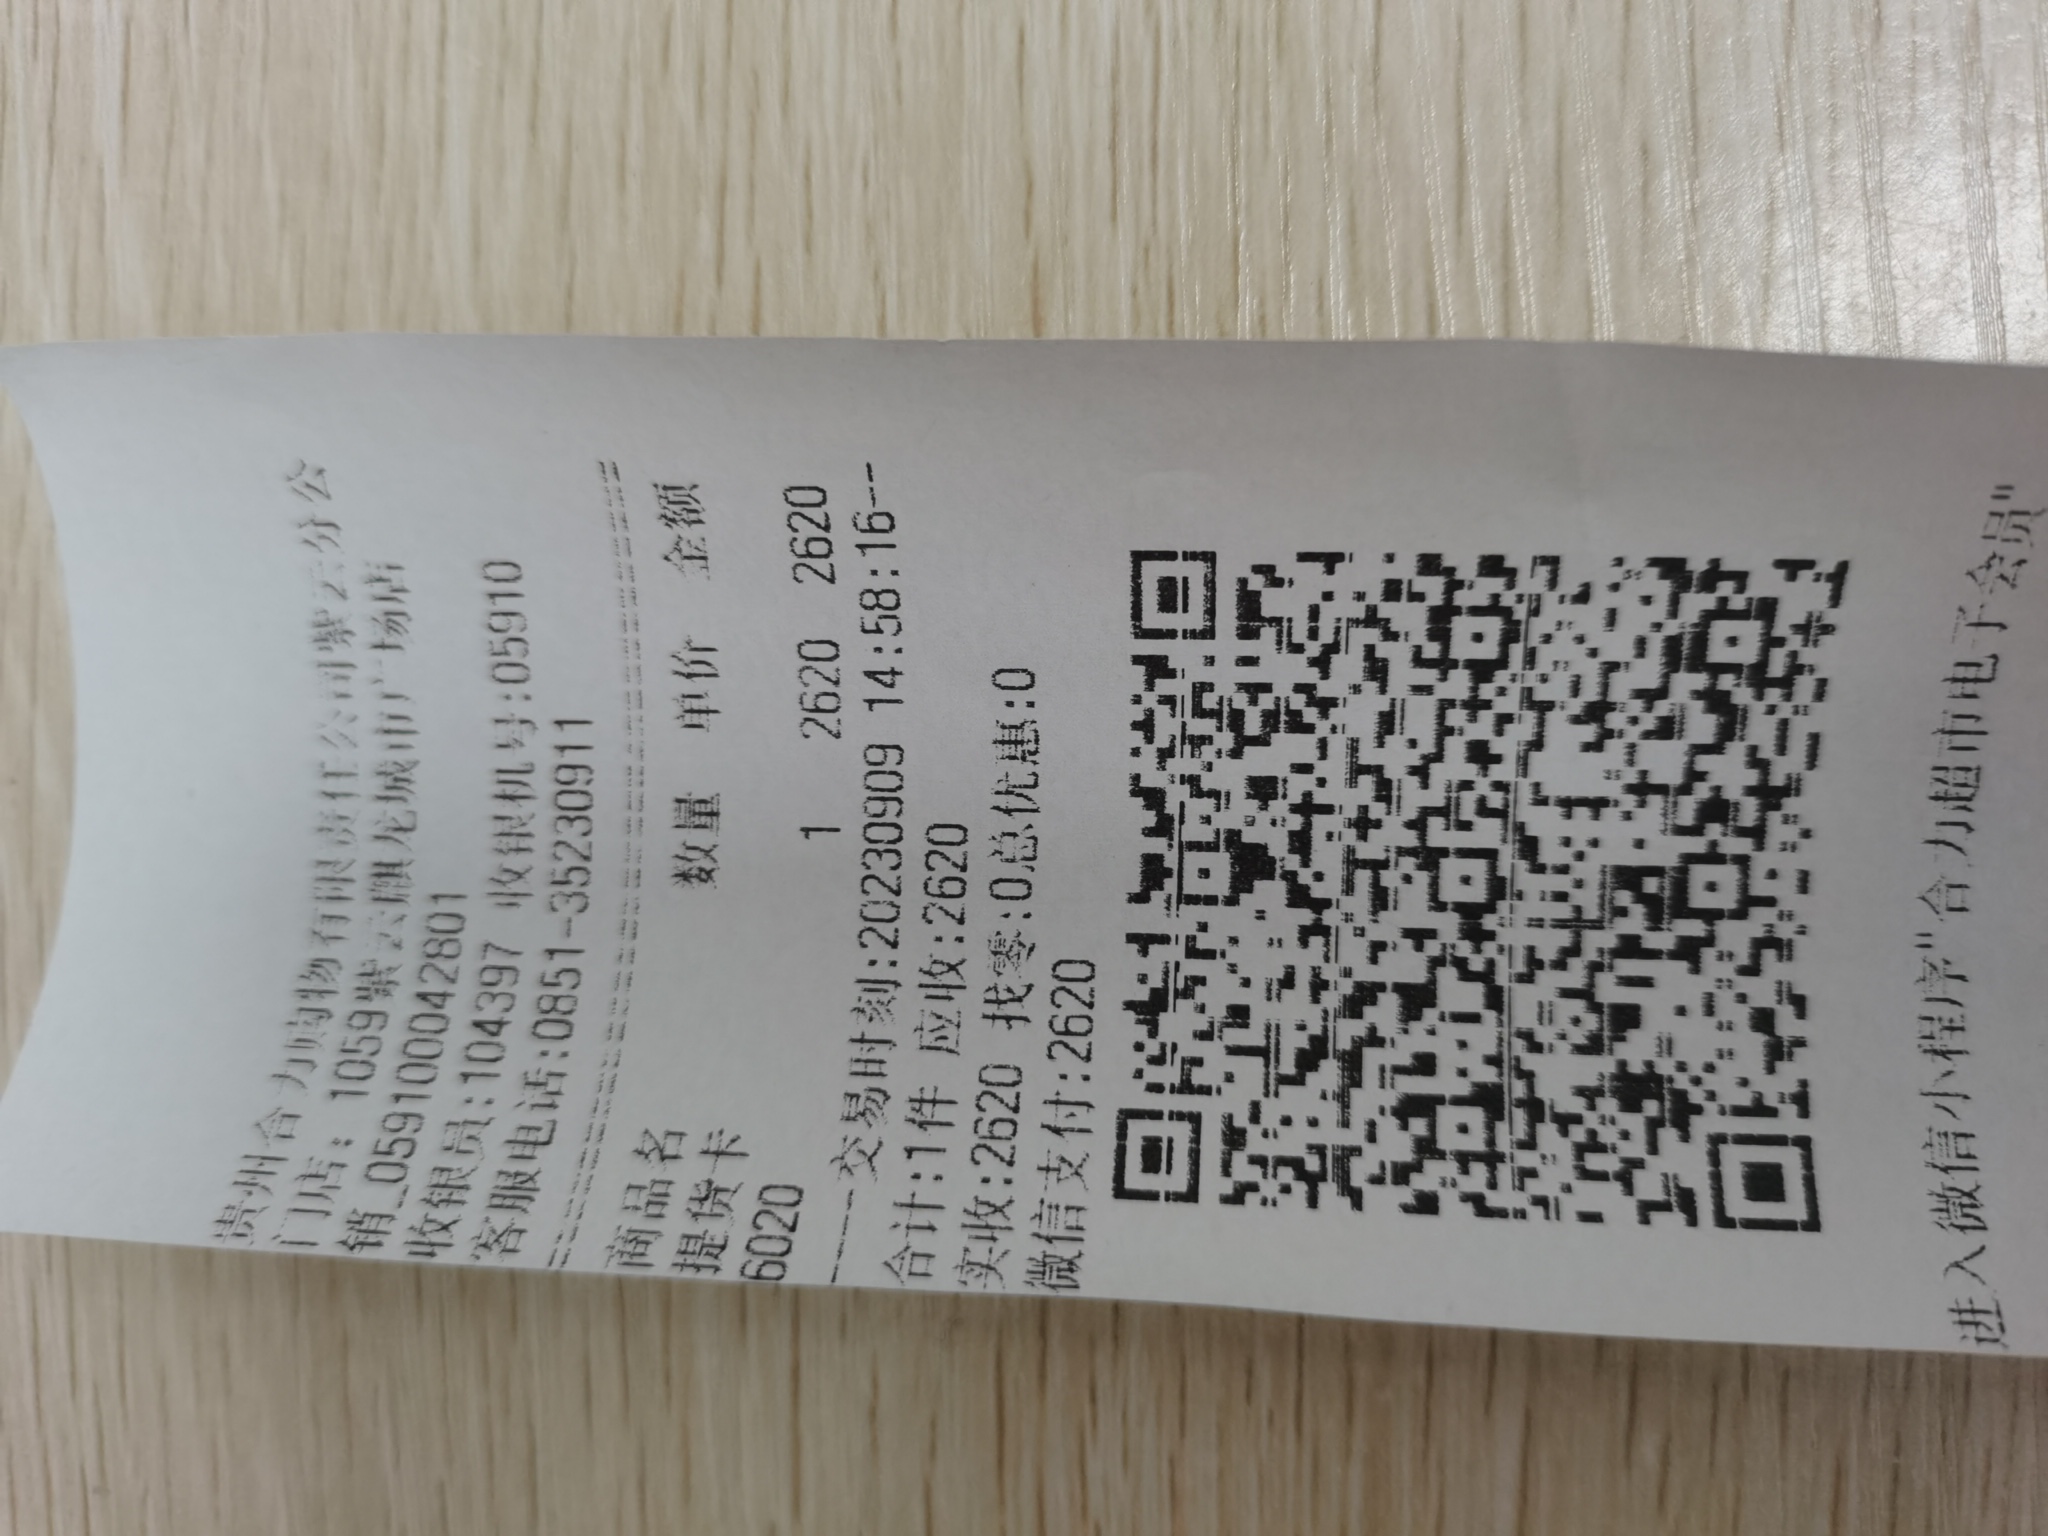 贵州合力购物有限责任公司紫云分公
门店: 1059紫云麒龙城市广场店
销_0591000042801
收银员:104397 收银机号:05910
客服电话:0851-35230911
商品名 数量 单价 金额
提货卡
6020 1 2620 2620
----交易时刻:20230909 14:58:16--
合计:1件 应收:2620
实收:2620 找零:0总优惠:0
微信支付:2620
进入微信小程序"合力超市电子会员"